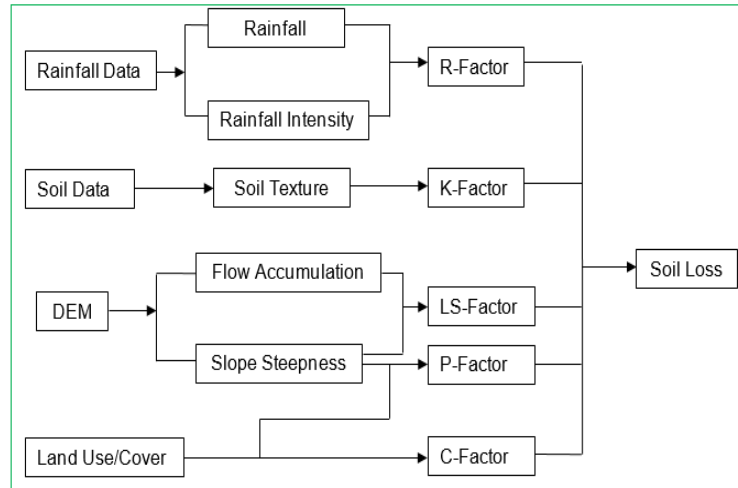 Rainfall
Rainfall Data
R-Factor
Rainfall Intensity
Soil Data
Soil Texture
K-Factor
Flow Accumulation
Soil Loss
DEM
LS-Factor
Slope Steepness
P-Factor
Land Use/Cover
C-Factor